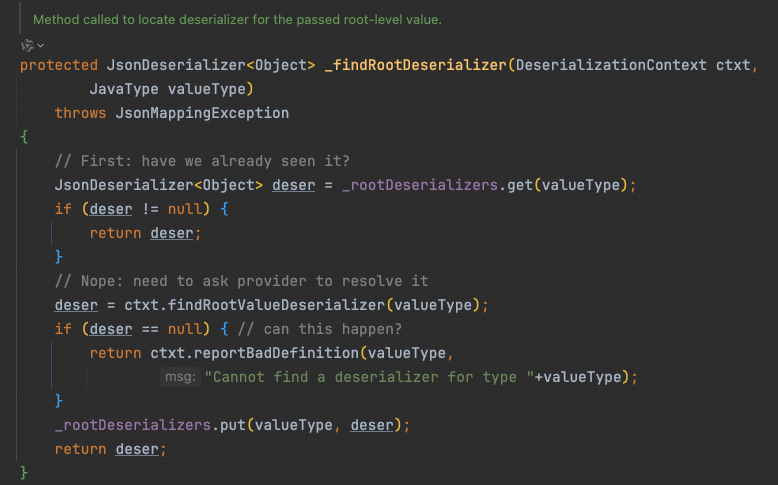 Method called to locate deserializer for the passed root-level value.
protected JsonDeserializer<Object> _findRootDeserializer(DeserializationContext ctxt,
        JavaType valueType)
    throws JsonMappingException
{
    // First: have we already seen it?
    JsonDeserializer<Object> deser = _rootDeserializers.get(valueType);
    if (deser != null) {
        return deser;
    }
    // Nope: need to ask provider to resolve it
    deser = ctxt.findRootValueDeserializer(valueType);
    if (deser == null) { // can this happen?
        return ctxt.reportBadDefinition(valueType,
                msg: "Cannot find a deserializer for type "+valueType);
    }
    _rootDeserializers.put(valueType, deser);
    return deser;
}